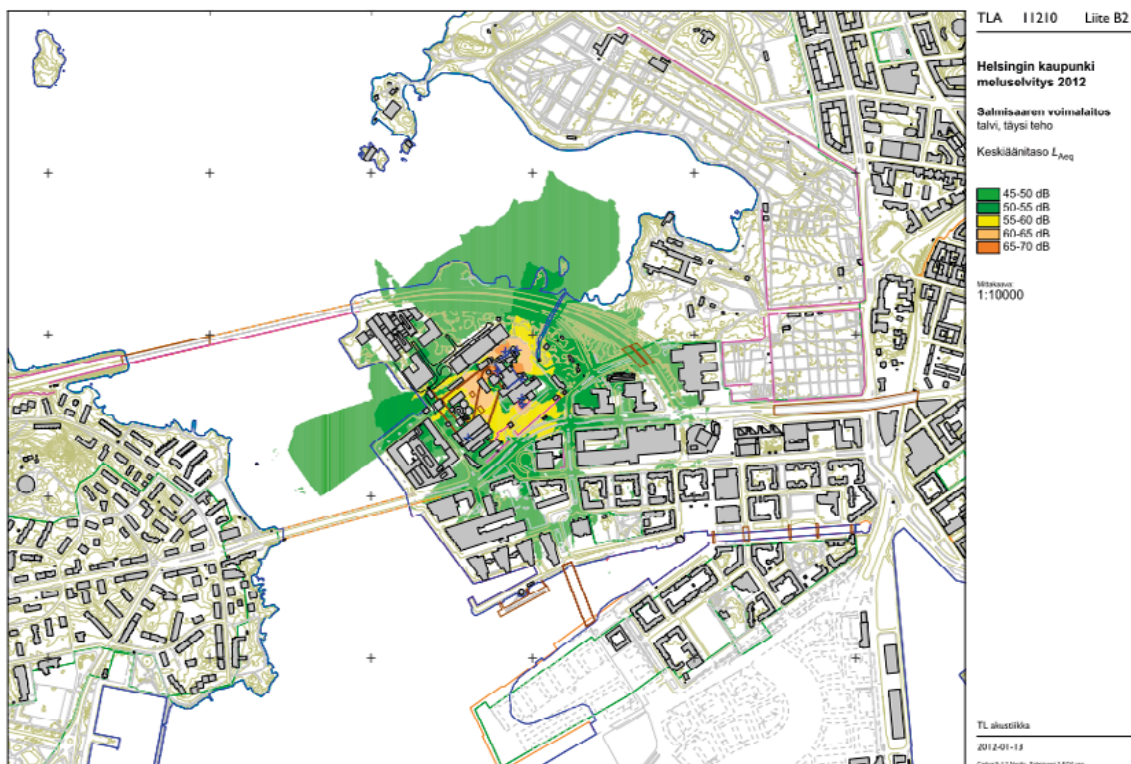 TLA 11210 Liite B2
Helsingin kaupunki
meluselvitys 2012
Salmisaaren voimalaitos
talvi, täysi teho
Keskiäänitaso LAeq
45-50 dB
50-55 dB
55-60 dB
60-65 dB
65-70 dB
Mittakaava:
1:10000
TL akustiikka
2012-01-13